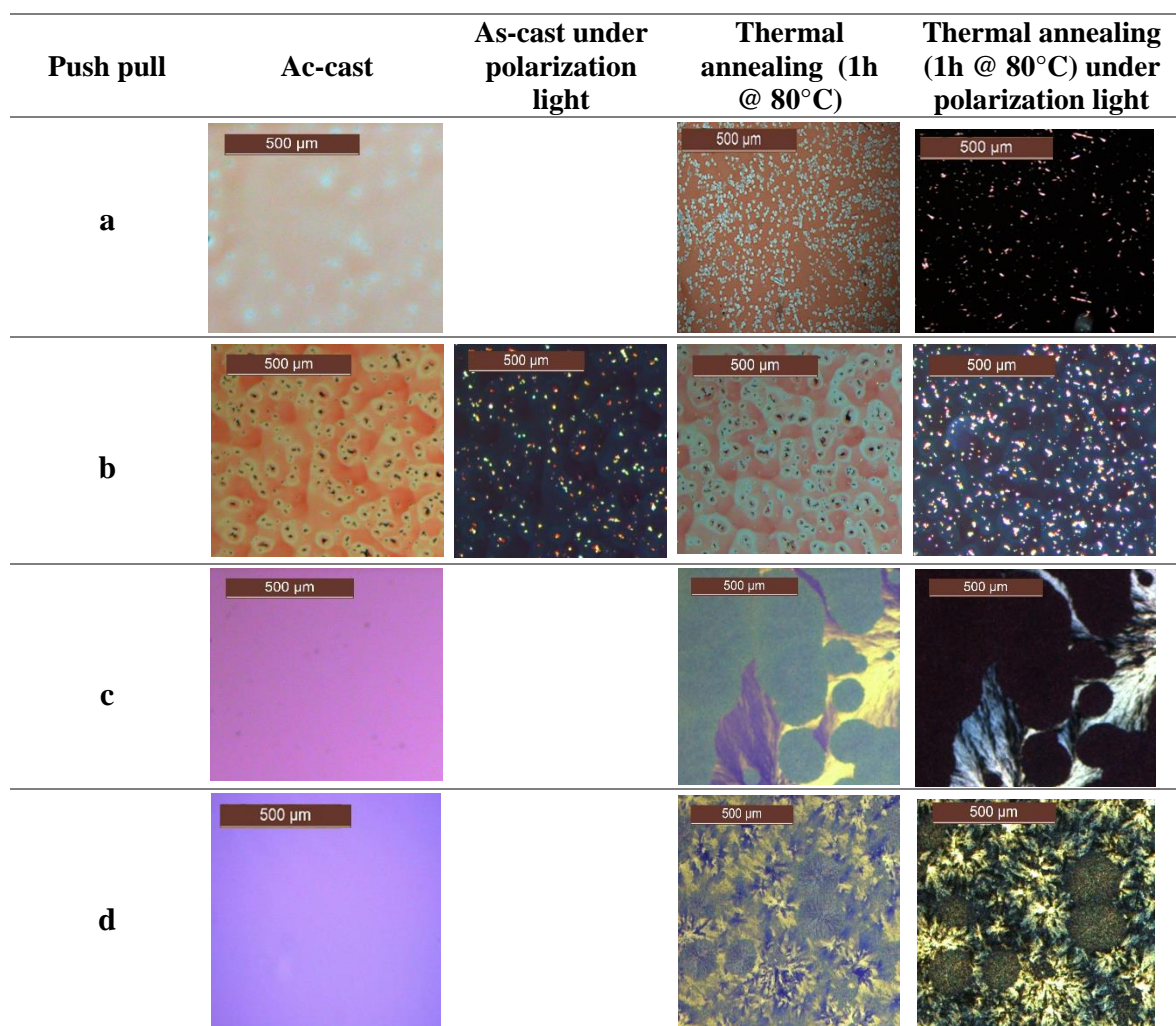 Push pull
Ac-cast
As-cast under
polarization
light
Thermal
annealing (1h
@ 80°C)
Thermal annealing
(1h @ 80°C) under
polarization light
a
500 µm
500 µm
500 µm
b
500 µm
500 µm
500 µm
500 µm
c
500 µm
500 µm
500 µm
d
500 µm
500 µm
500 µm